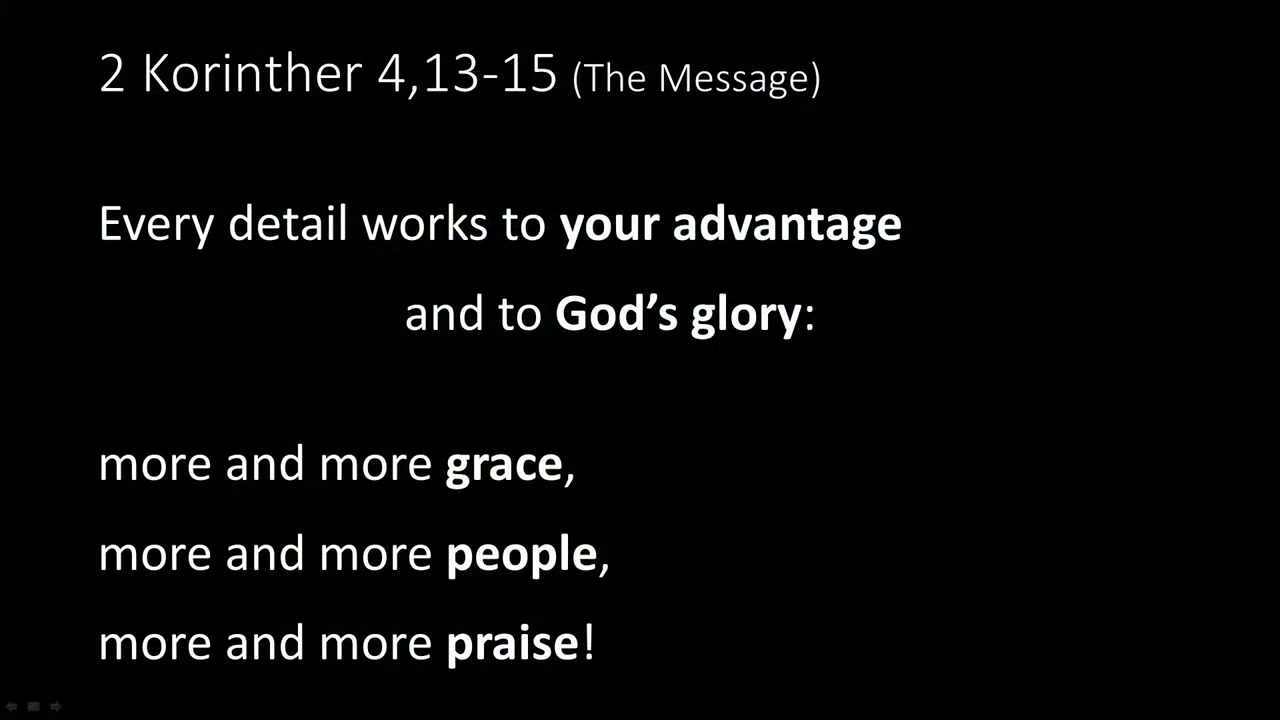 2 Korinther 4,13-15 (The Message)
Every detail works to your advantage
and to God’s glory:
more and more grace,
more and more people,
more and more praise!